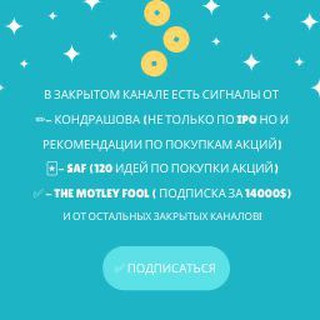 В ЗАКРЫТОМ КАНАЛЕ ЕСТЬ СИГНАЛЫ ОТ
✏– КОНДРАШОВА (НЕ ТОЛЬКО ПО IPO НО И
РЕКОМЕНДАЦИИ ПО ПОКУПКАМ АКЦИЙ)
🃏– SAF (120 ИДЕЙ ПО ПОКУПКИ АКЦИЙ)
✅ – THE MOTLEY FOOL ( ПОДПИСКА ЗА 14000$)
И ОТ ОСТАЛЬНЫХ ЗАКРЫТЫХ КАНАЛОВ!
✅ ПОДПИСАТЬСЯ